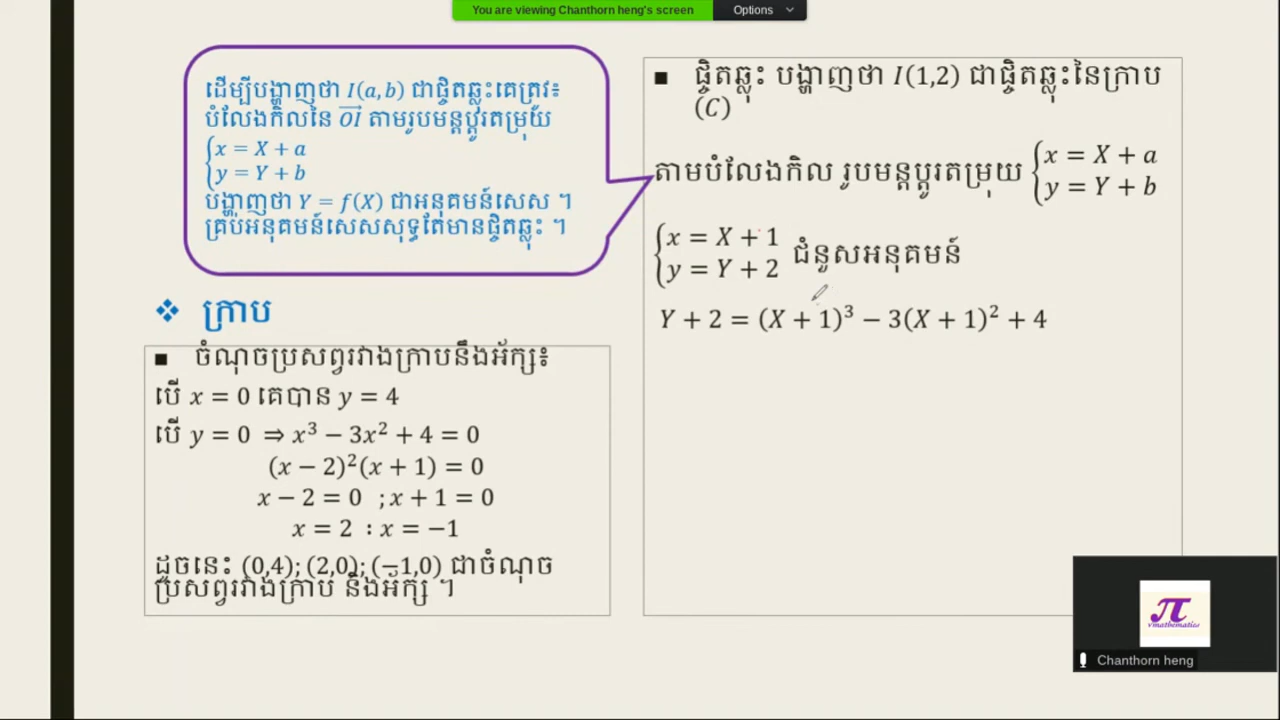 You are viewing Chanthorn heng's screen
Options
ដើម្បីបង្ហាញថា I(a, b) ជាផ្ចិតឆ្លុះគេត្រូវ៖
បំលែងកិលនៃ \overrightarrow{OI} តាមរូបមន្តប្តូរតម្រុយ
{x = X + a
{y = Y + b
បង្ហាញថា Y = f(X) ជាអនុគមន៍សេស ។
គ្រប់អនុគមន៍សេសសុទ្ធតែមានផ្ចិតឆ្លុះ ។
❖ ក្រាប
■ ចំណុចប្រសព្វរវាងក្រាបនឹងអ័ក្ស៖
បើ x = 0 គេបាន y = 4
បើ y = 0 ⇒ x³ − 3x² + 4 = 0
(x − 2)²(x + 1) = 0
x − 2 = 0 ; x + 1 = 0
x = 2 : x = −1
ដូចនេះ (0,4); (2,0); (−1,0) ជាចំណុច
ប្រសព្វរវាងក្រាប នឹងអ័ក្ស ។
■ ផ្ចិតឆ្លុះ បង្ហាញថា I(1,2) ជាផ្ចិតឆ្លុះនៃក្រាប
(C)
តាមបំលែងកិល រូបមន្តប្តូរតម្រុយ {x = X + a
{y = Y + b
{x = X + 1
{y = Y + 2 ជំនួសអនុគមន៍
Y + 2 = (X + 1)³ − 3(X + 1)² + 4
π
vmathematics
Chanthorn heng